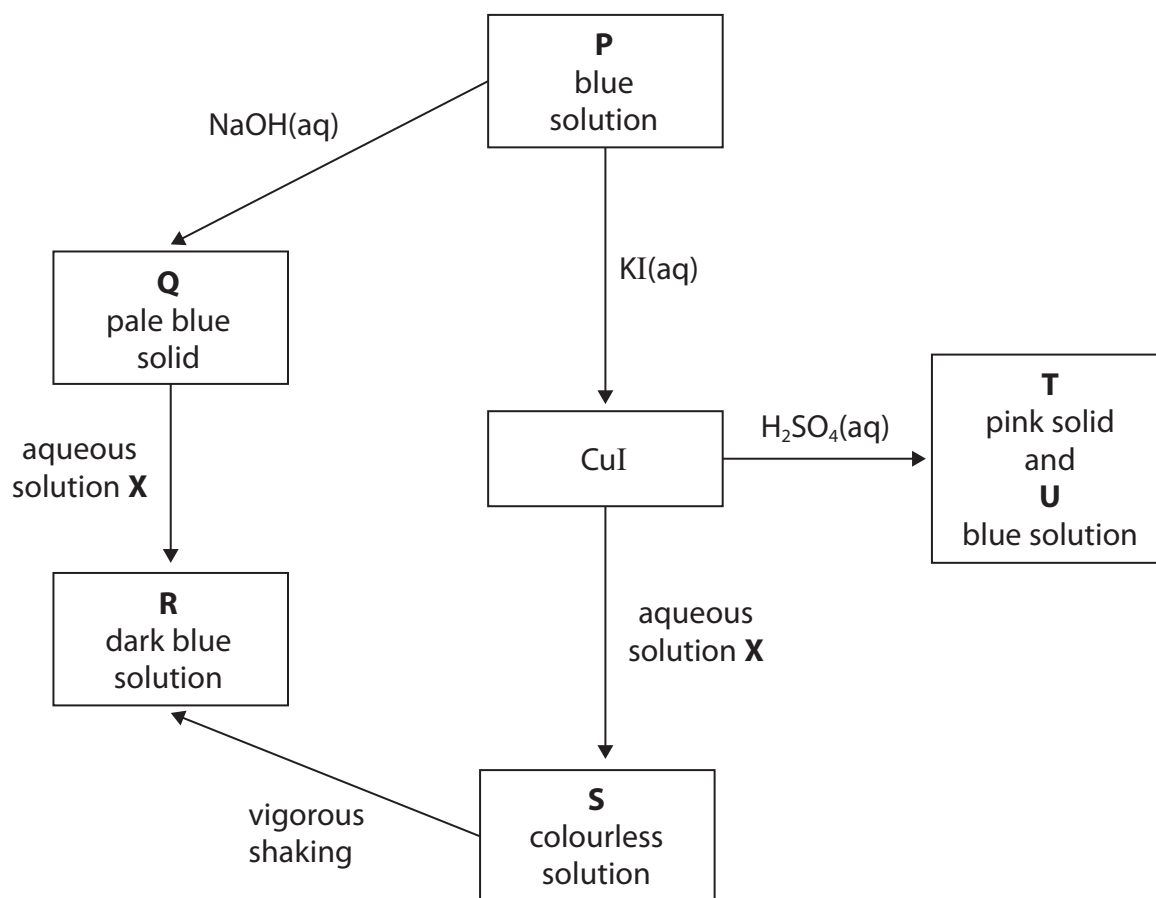 P
blue
solution
NaOH(aq)
Q
pale blue
solid
KI(aq)
aqueous
solution X
CuI
H₂SO₄(aq)
T
pink solid
and
U
blue solution
R
dark blue
solution
aqueous
solution X
vigorous
shaking
S
colourless
solution